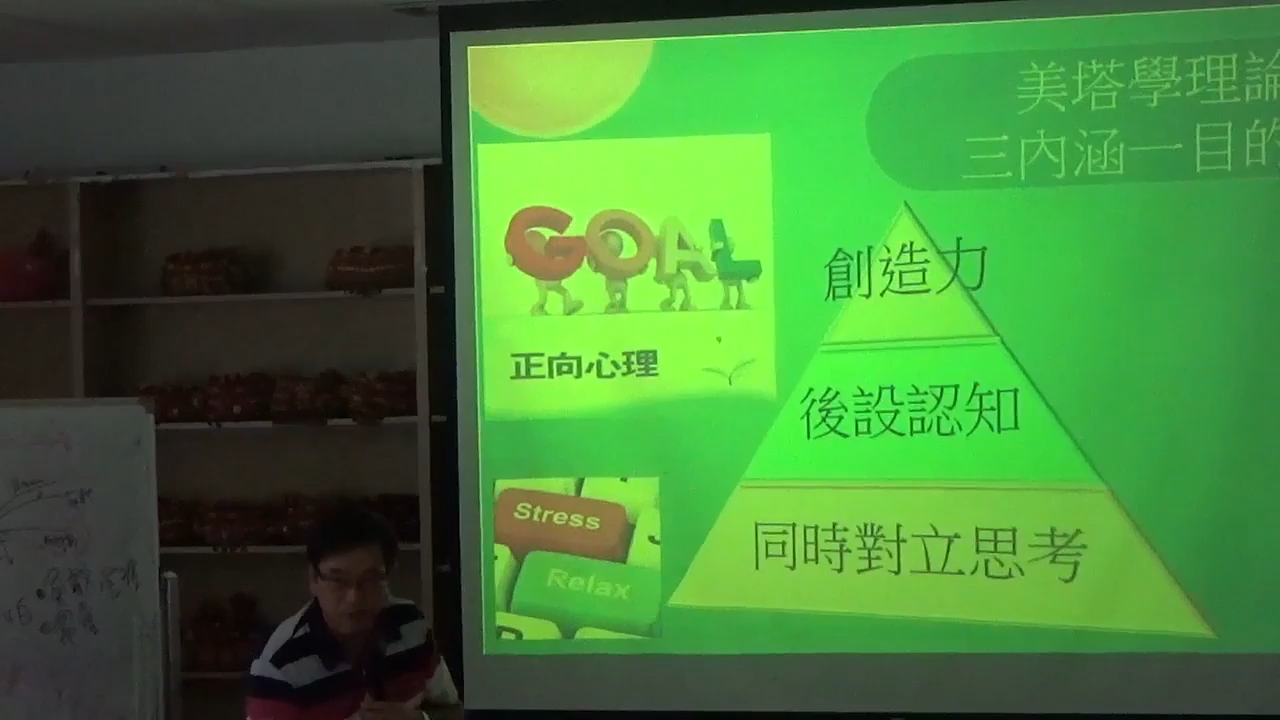 美塔學理論
三內涵一目的
GOAL
正向心理
創造力
後設認知
同時對立思考
Stress
Relax